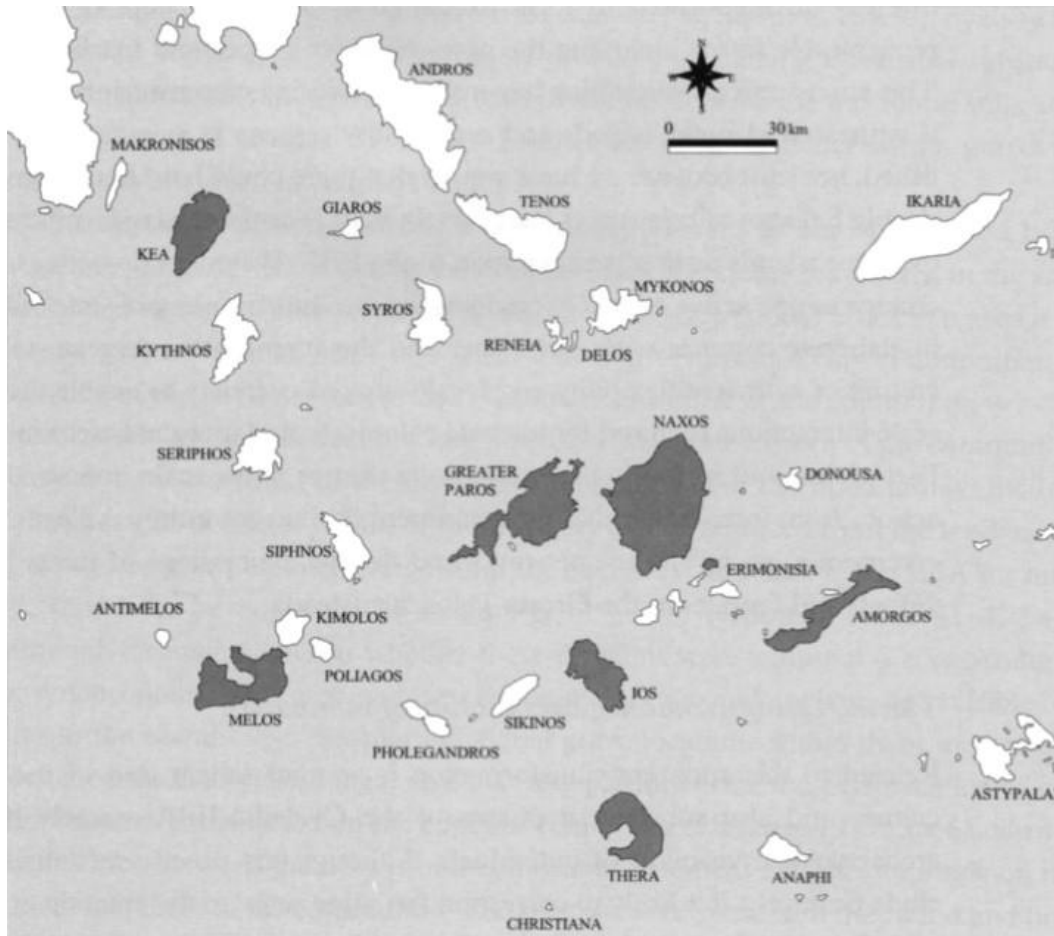 N
ANDROS
0 30 km
MAKRONISOS
GIAROS
TENOS
IKARIA
KEA
MYKONOS
SYROS
RENEIA
DELOS
KYTHNOS
NAXOS
SERIPHOS
GREATER
PAROS
DONOUSA
SIPHNOS
ERIMONISIA
ANTIMELOS
KIMOLOS
AMORGOS
POLIAGOS
MELOS
IOS
SIKINOS
PHOLEGANDROS
ASTYPALA
THERA
ANAPHI
CHRISTIANA